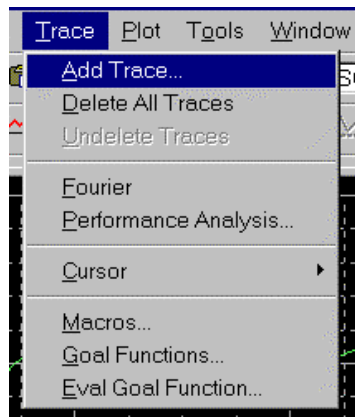 Trace Plot Tools Window
Add Trace...
Delete All Traces
Undelete Traces
Fourier
Performance Analysis...
Cursor
Macros...
Goal Functions...
Eval Goal Function...